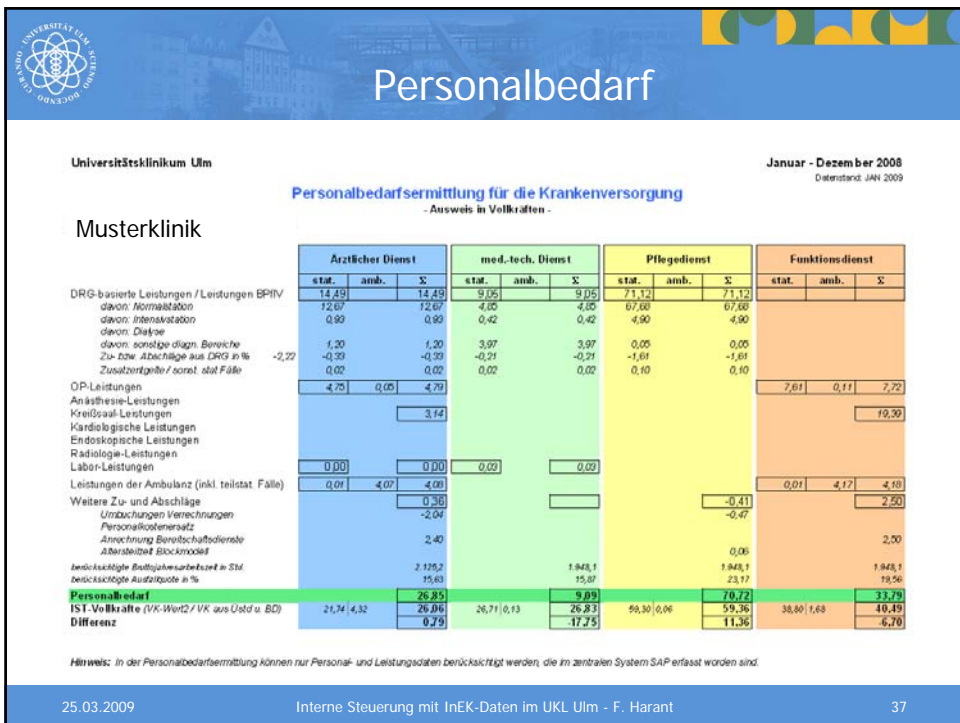 UNIVERSITÄT ULM · SCIENDO · DOCENDO · CURANDO
Personalbedarf
Universitätsklinikum Ulm
Januar - Dezember 2008
Datenstand: JAN 2009
Personalbedarfsermittlung für die Krankenversorgung
- Ausweis in Vollkräften -
Musterklinik
Ärztlicher Dienst med.-tech. Dienst Pflegedienst Funktionsdienst
stat. amb. Σ stat. amb. Σ stat. amb. Σ stat. amb. Σ
DRG-basierte Leistungen / Leistungen BPflV 14,49 14,49 9,05 9,05 71,12 71,12
davon: Normalstation 12,67 12,67 4,85 4,85 67,68 67,68
davon: Intensivstation 0,93 0,93 0,42 0,42 4,90 4,90
davon: Dialyse
davon: sonstige diagn. Bereiche 1,20 1,20 3,97 3,97 0,05 0,05
Zu- bzw. Abschläge aus DRG in % -2,22 -0,33 -0,33 -0,21 -0,21 -1,61 -1,61
Zusatzentgelte / sonst. stat Fälle 0,02 0,02 0,02 0,02 0,10 0,10
OP-Leistungen 4,75 0,05 4,79 7,61 0,11 7,72
Anästhesie-Leistungen
Kreißsaal-Leistungen 3,14 19,39
Kardiologische Leistungen
Endoskopische Leistungen
Radiologie-Leistungen
Labor-Leistungen 0,00 0,00 0,03 0,03
Leistungen der Ambulanz (inkl. teilstat. Fälle) 0,01 4,07 4,08 0,01 4,17 4,18
Weitere Zu- und Abschläge 0,36 -0,41 2,50
Umbuchungen Verrechnungen -2,04 -0,47
Personalkostenersatz
Anrechnung Bereitschaftsdienste 2,40 2,50
Altersteilzeit Blockmodell 0,06
berücksichtigte Bruttojahresarbeitszeit in Std. 2.125,2 1.948,1 1.948,1 1.948,1
berücksichtigte Ausfallquote in % 15,63 15,87 23,17 19,56
Personalbedarf 26,85 9,09 70,72 33,79
IST-Vollkräfte (VK-Wert2 / VK aus Üstd u. BD) 21,74 4,32 26,06 26,71 0,13 26,83 59,30 0,06 59,36 38,80 1,68 40,49
Differenz 0,79 -17,75 11,36 -6,70
Hinweis: In der Personalbedarfsermittlung können nur Personal- und Leistungsdaten berücksichtigt werden, die im zentralen System SAP erfasst worden sind.
25.03.2009 Interne Steuerung mit InEK-Daten im UKL Ulm - F. Harant 37